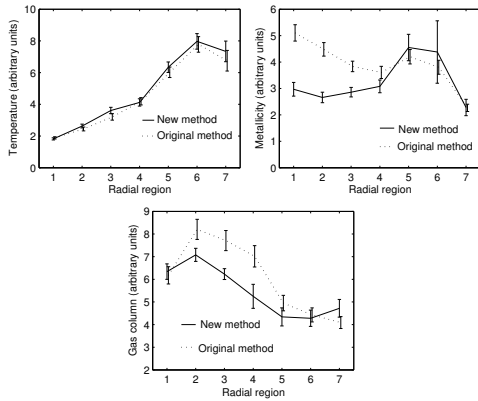 10
8
6
4
2
0
Temperature (arbitrary units)
New method
Original method
1 2 3 4 5 6 7
Radial region
6
5
4
3
2
1
0
Metallicity (arbitrary units)
New method
Original method
1 2 3 4 5 6 7
Radial region
9
8
7
6
5
4
3
2
Gas column (arbitrary units)
New method
Original method
1 2 3 4 5 6 7
Radial region